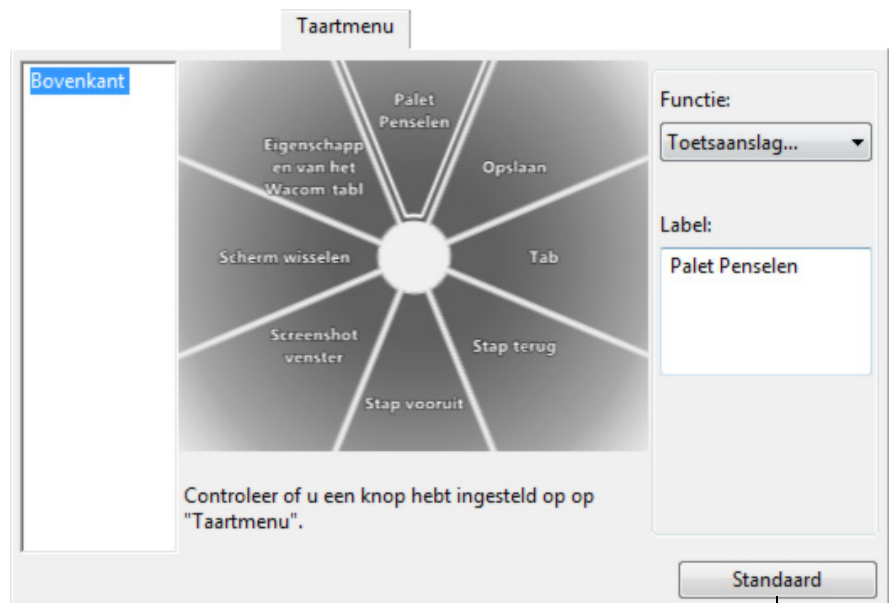 Taartmenu
Bovenkant
Palet
Penselen
Opslaan
Tab
Stap terug
Stap vooruit
Screenshot
venster
Scherm wisselen
Eigenschapp
en van het
Wacom-tabl
Controleer of u een knop hebt ingesteld op op
"Taartmenu".
Functie:
Toetsaanslag...
Label:
Palet Penselen
Standaard